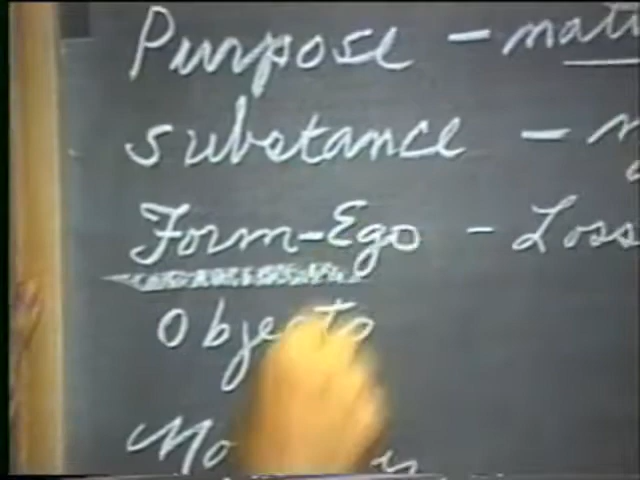 Purpose - matt
substance -
Form-Ego - Loss
Objects